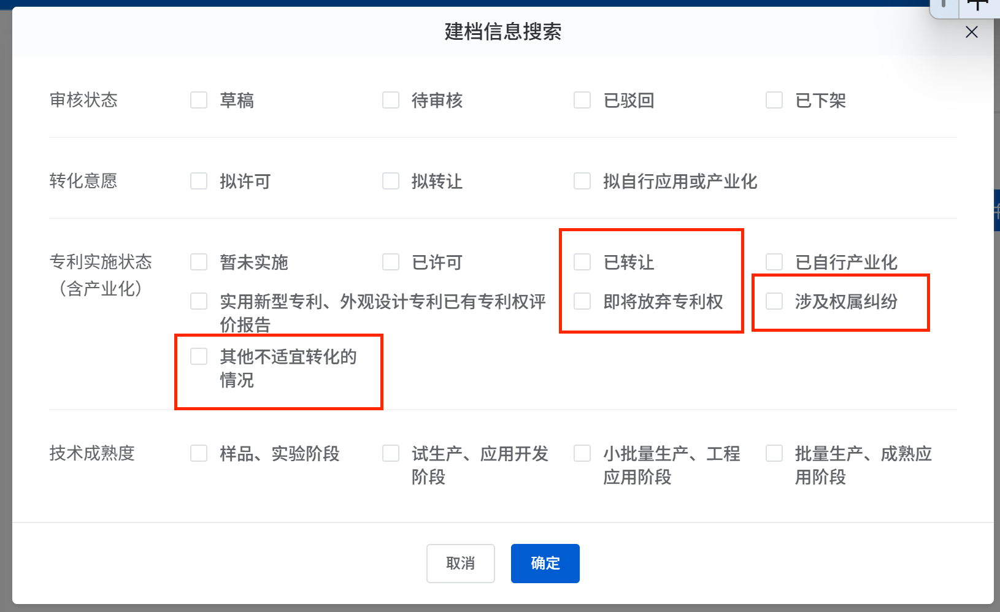 建档信息搜索
审核状态 草稿 待审核 已驳回 已下架
转化意愿 拟许可 拟转让 拟自行应用或产业化
专利实施状态 暂未实施 已许可 已转让 已自行产业化
（含产业化）
实用新型专利、外观设计专利已有专利权评 即将放弃专利权 涉及权属纠纷
价报告
其他不适宜转化的
情况
技术成熟度 样品、实验阶段 试生产、应用开发 小批量生产、工程 批量生产、成熟应
阶段 应用阶段 用阶段
取消 确定